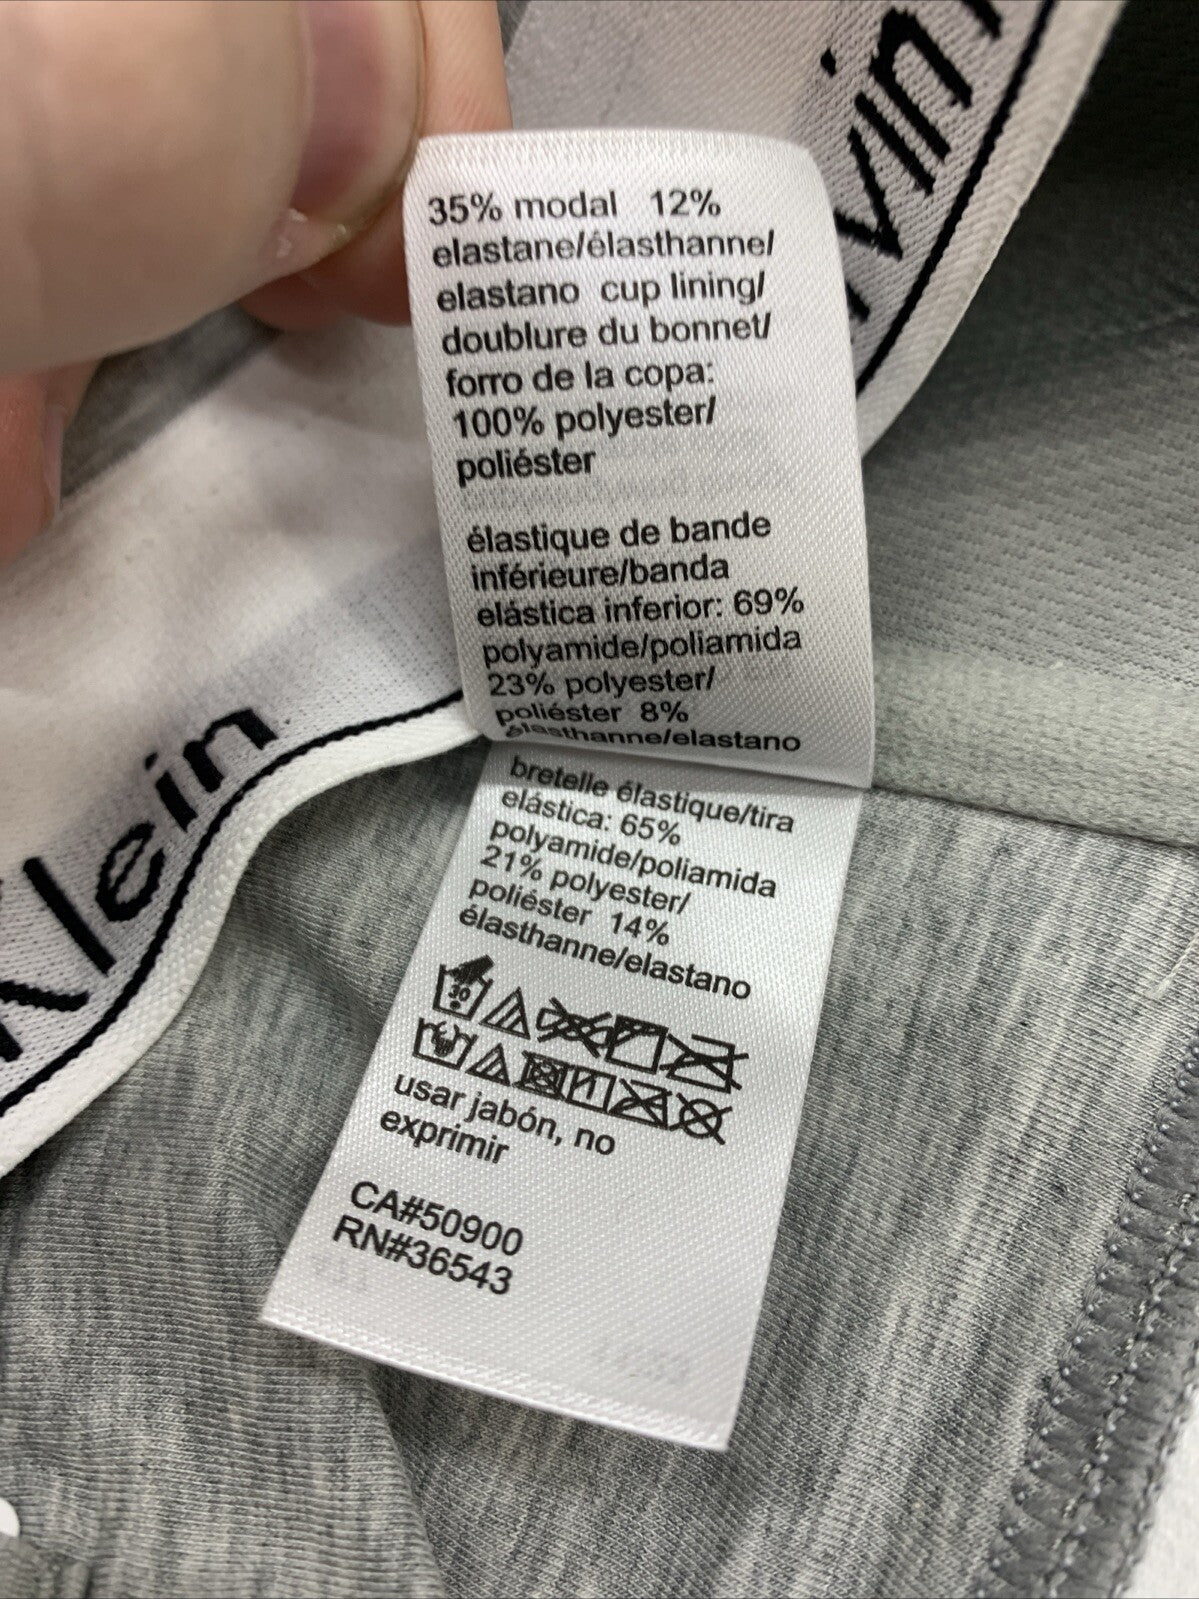 35% modal 12%
elastane/élasthanne/
elastano cup lining/
doublure du bonnet/
forro de la copa:
100% polyester/
poliéster
élastique de bande
inférieure/banda
elástica inferior: 69%
polyamide/poliamida
23% polyester/
poliéster 8%
élasthanne/elastano
bretelle élastique/tira
elástica: 65%
polyamide/poliamida
21% polyester/
poliéster 14%
élasthanne/elastano
30
usar jabón, no
exprimir
CA#50900
RN#36543
lvin
Klein